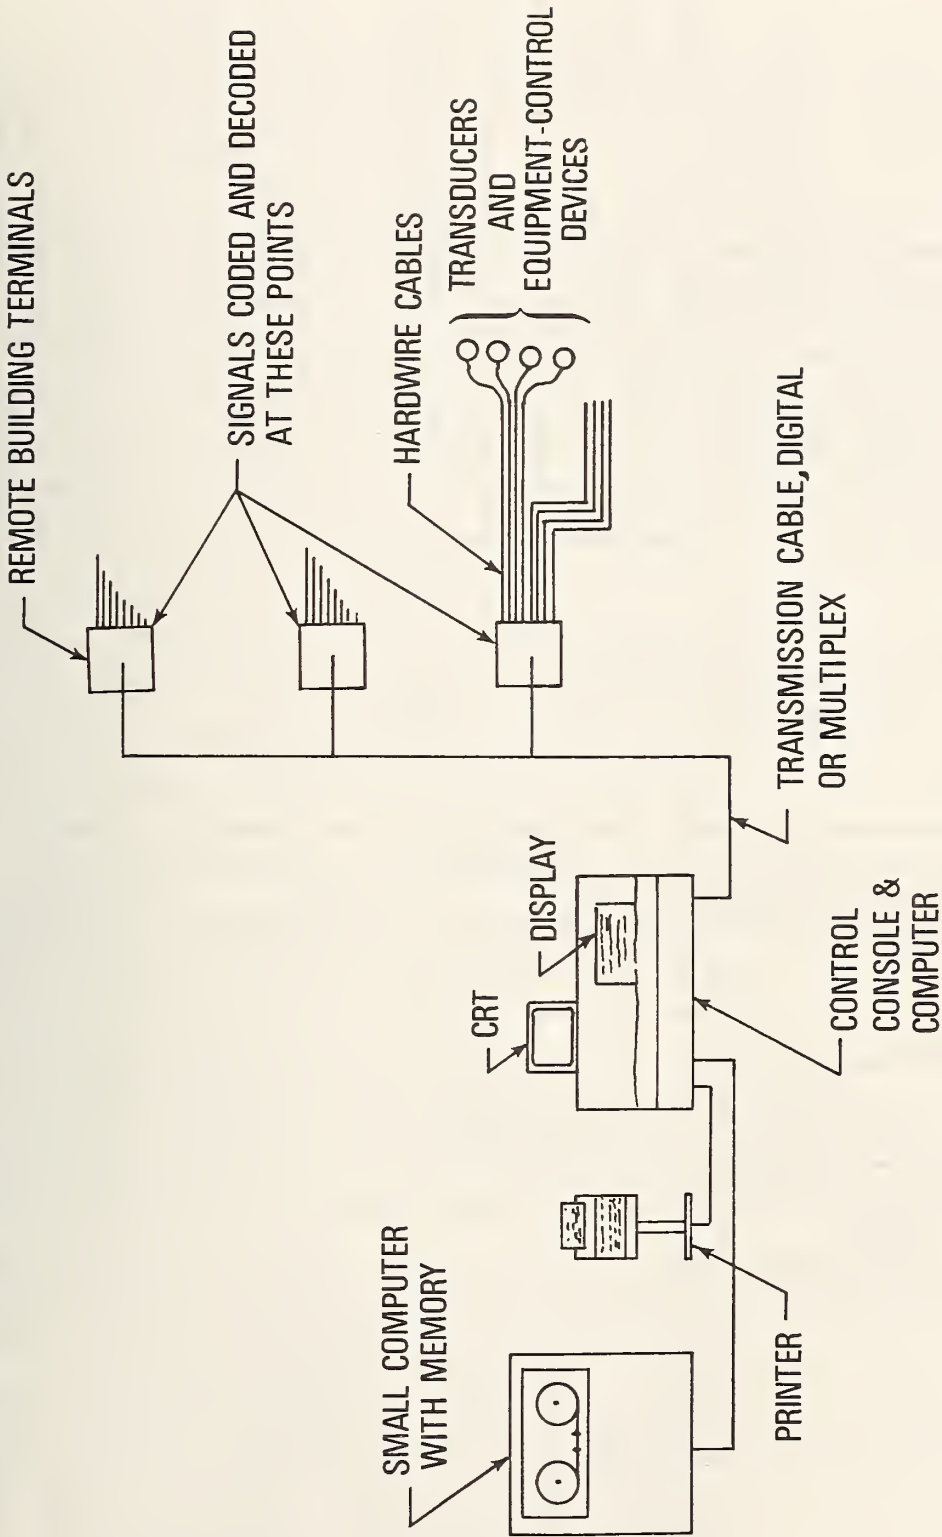 REMOTE BUILDING TERMINALS
SIGNALS CODED AND DECODED
AT THESE POINTS
HARDWIRE CABLES
TRANSDUCERS
AND
EQUIPMENT-CONTROL
DEVICES
TRANSMISSION CABLE, DIGITAL
OR MULTIPLEX
CRT
DISPLAY
CONTROL
CONSOLE &
COMPUTER
SMALL COMPUTER
WITH MEMORY
PRINTER